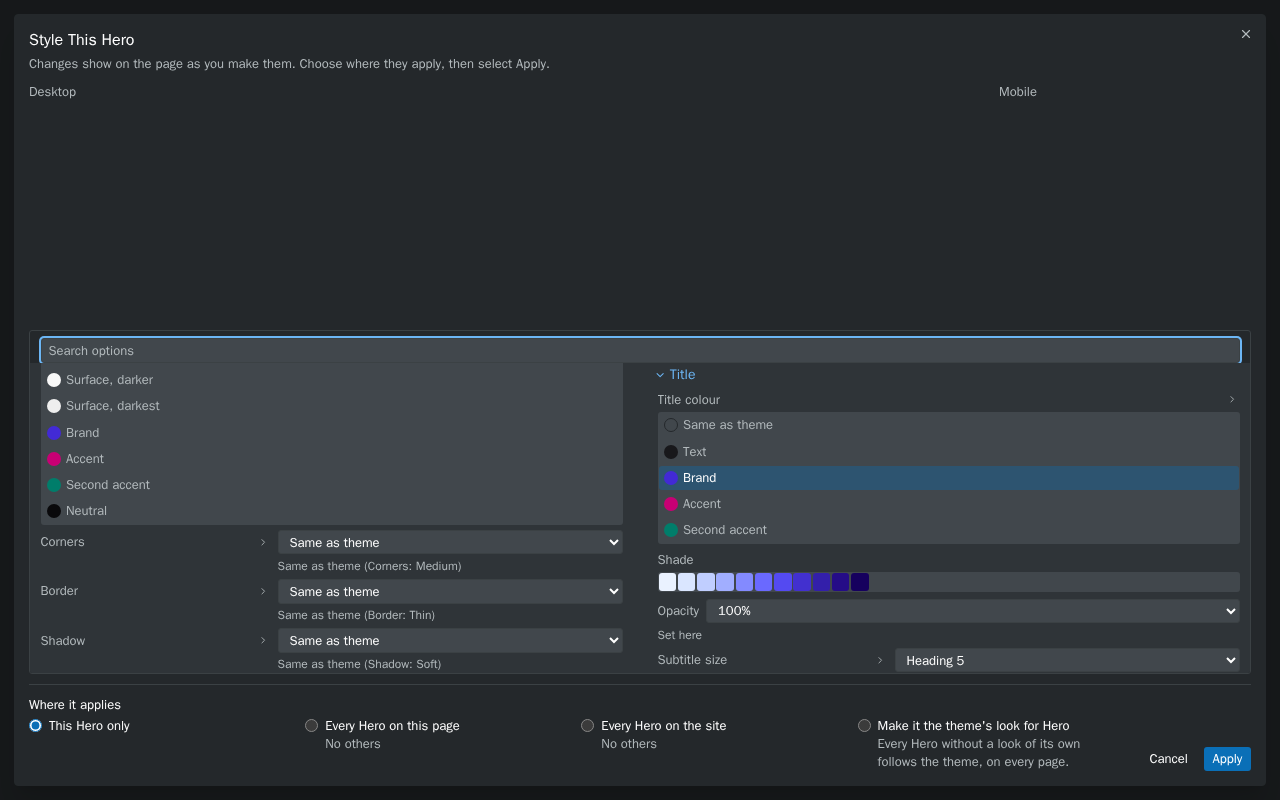 Style This Hero
Changes show on the page as you make them. Choose where they apply, then select Apply.
Desktop
Mobile
Search options
Surface, darker
Surface, darkest
Brand
Accent
Second accent
Neutral
Corners
Same as theme
Same as theme (Corners: Medium)
Border
Same as theme
Same as theme (Border: Thin)
Shadow
Same as theme
Same as theme (Shadow: Soft)
Title
Title colour
Same as theme
Text
Brand
Accent
Second accent
Shade
Opacity
100%
Set here
Subtitle size
Heading 5
Where it applies
This Hero only
Every Hero on this page
No others
Every Hero on the site
No others
Make it the theme's look for Hero
Every Hero without a look of its own
follows the theme, on every page.
Cancel
Apply